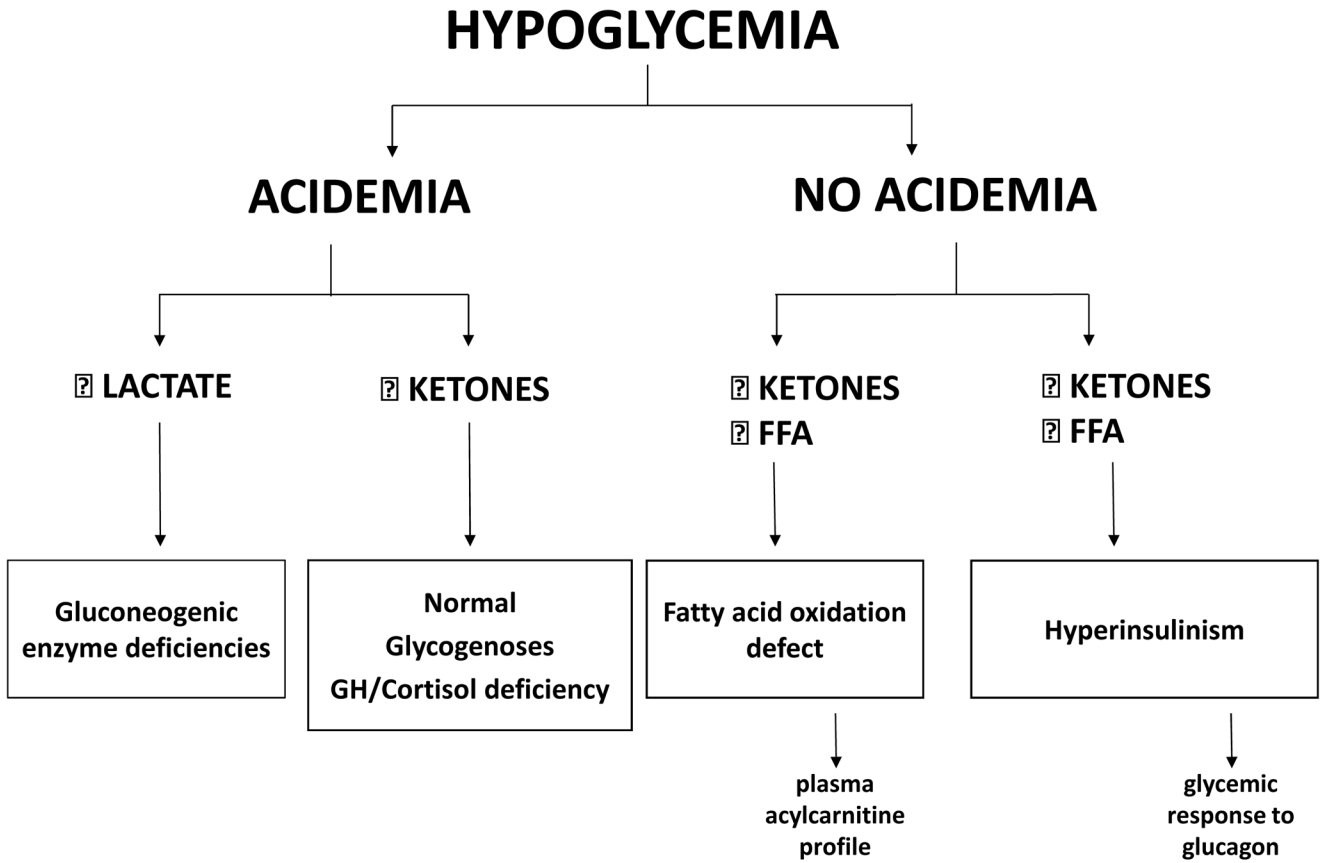 HYPOGLYCEMIA
ACIDEMIA
NO ACIDEMIA
⍰ LACTATE
⍰ KETONES
⍰ KETONES
⍰ FFA
⍰ KETONES
⍰ FFA
Gluconeogenic
enzyme deficiencies
Normal
Glycogenoses
GH/Cortisol deficiency
Fatty acid oxidation
defect
Hyperinsulinism
plasma
acylcarnitine
profile
glycemic
response to
glucagon